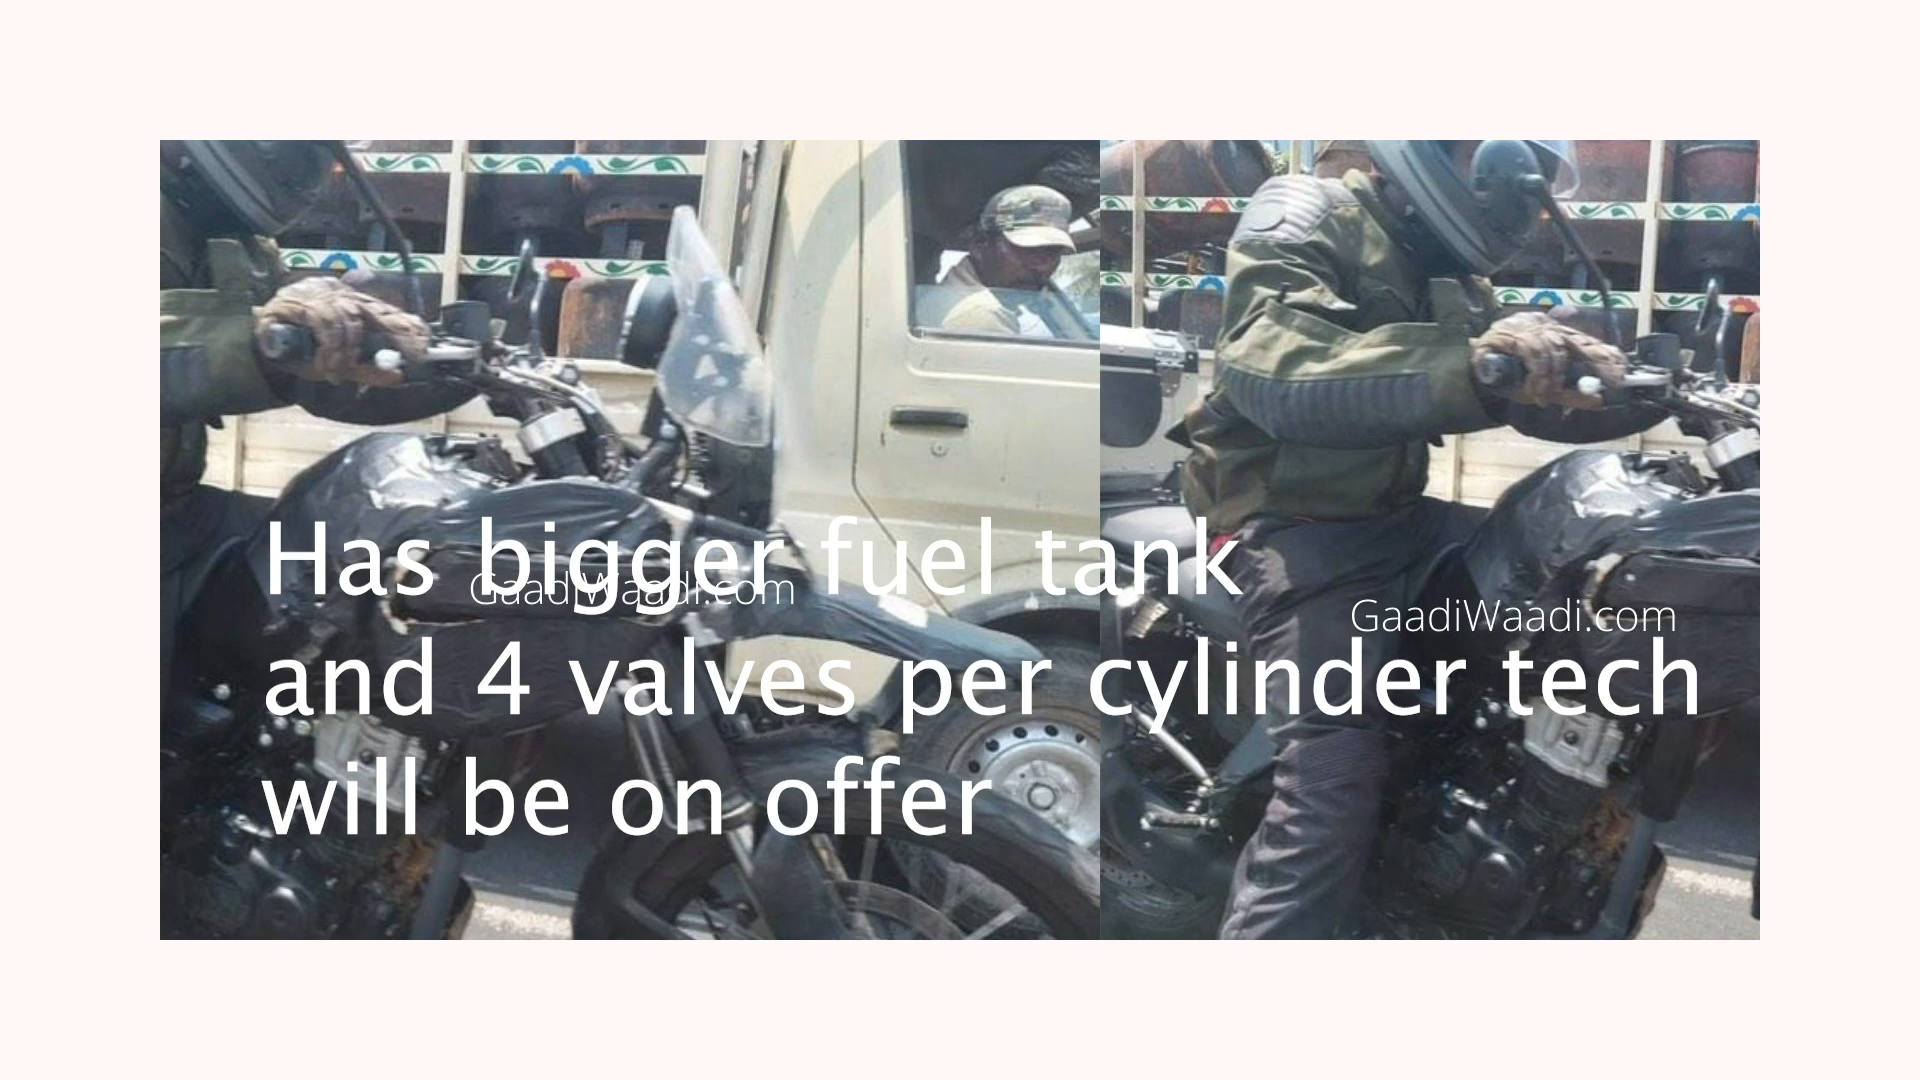 Has bigger fuel tank
GaadiWaadi.com
GaadiWaadi.com
and 4 valves per cylinder tech
will be on offer